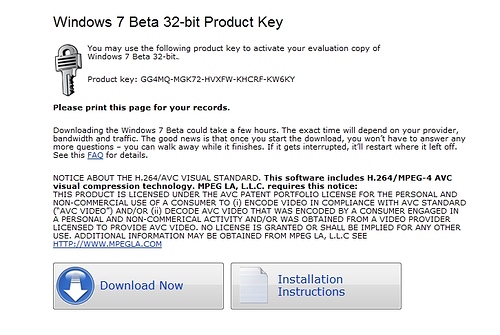 Windows 7 Beta 32-bit Product Key
You may use the following product key to activate your evaluation copy of
Windows 7 Beta 32-bit.
Product key: GG4MQ-MGK72-HVXFW-KHCRF-KW6KY
Please print this page for your records.
Downloading the Windows 7 Beta could take a few hours. The exact time will depend on your provider,
bandwidth and traffic. The good news is that once you start the download, you won't have to answer any
more questions – you can walk away while it finishes. If it gets interrupted, it'll restart where it left off.
See this FAQ for details.
NOTICE ABOUT THE H.264/AVC VISUAL STANDARD. This software includes H.264/MPEG-4 AVC
visual compression technology. MPEG LA, L.L.C. requires this notice:
THIS PRODUCT IS LICENSED UNDER THE AVC PATENT PORTFOLIO LICENSE FOR THE PERSONAL AND
NON-COMMERCIAL USE OF A CONSUMER TO (i) ENCODE VIDEO IN COMPLIANCE WITH AVC STANDARD
("AVC VIDEO") AND/OR (ii) DECODE AVC VIDEO THAT WAS ENCODED BY A CONSUMER ENGAGED IN
A PERSONAL AND NON-COMMERICAL ACTIVITY AND/OR WAS OBTAINED FROM A VIDEO PROVIDER
LICENSED TO PROVIDE AVC VIDEO. NO LICENSE IS GRANTED OR SHALL BE IMPLIED FOR ANY OTHER
USE. ADDITIONAL INFORMATION MAY BE OBTAINED FROM MPEG LA, L.L.C SEE
HTTP://WWW.MPEGLA.COM
Download Now
Installation
Instructions